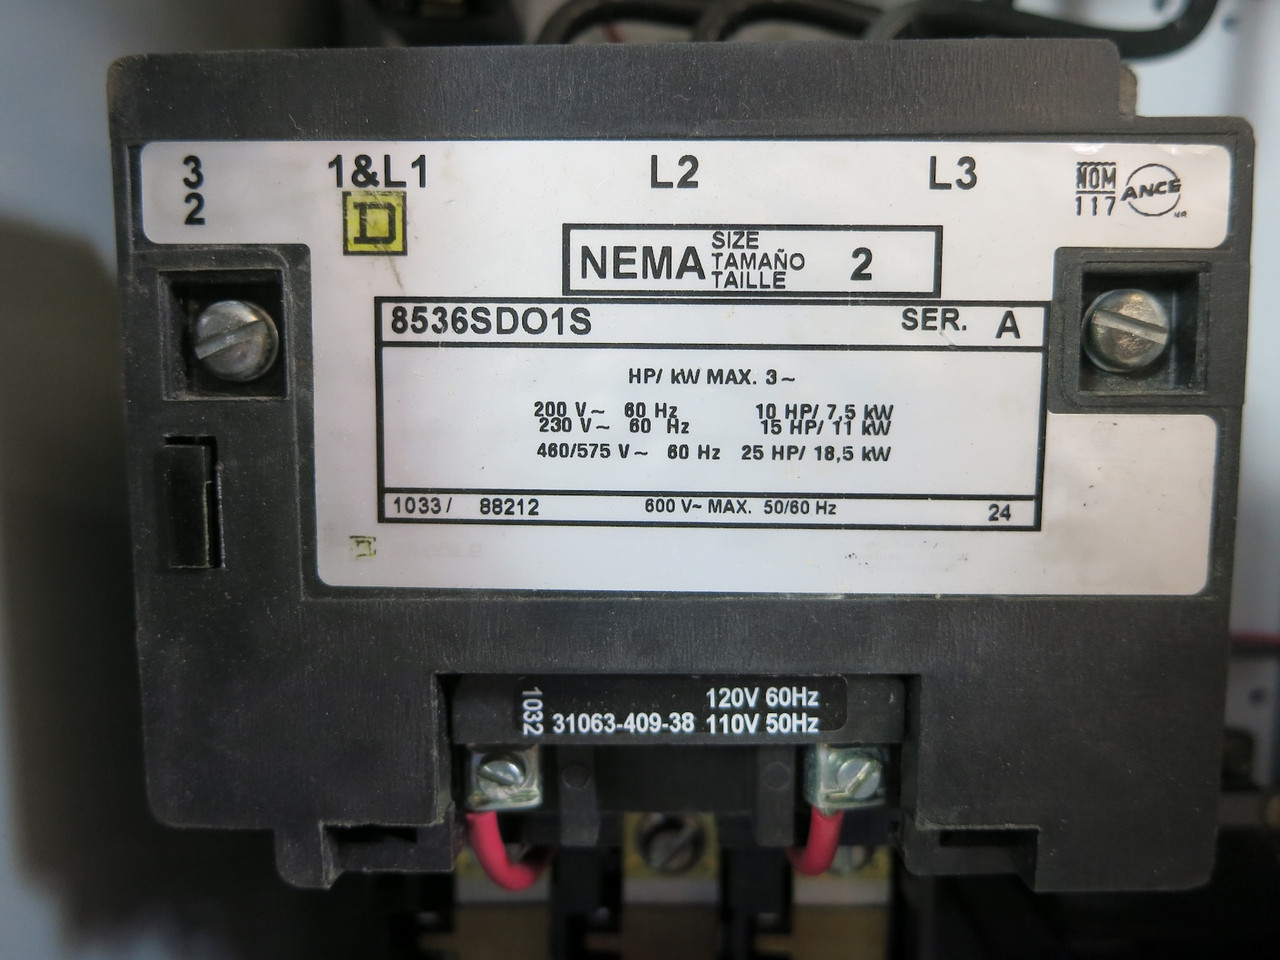 3 1&L1 L2 L3 NOM
2 117 ANCE
D
NEMA SIZE
TAMAÑO 2
TAILLE
8536SDO1S SER. A
HP/ kW MAX. 3~
200 V~ 60 Hz 10 HP/ 7,5 kW
230 V~ 60 Hz 15 HP/ 11 kW
460/575 V~ 60 Hz 25 HP/ 18,5 kW
1033/ 88212 600 V~ MAX. 50/60 Hz 24
1032
120V 60Hz
31063-409-38 110V 50Hz